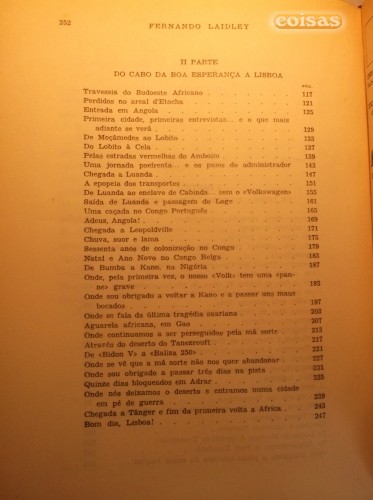 coisas
252
FERNANDO LAIDLEY
II PARTE
DO CABO DA BOA ESPERANÇA A LISBOA
PÁG.
Travessia do Sudoeste Africano 117
Perdidos no areal d'Etocha 121
Entrada em Angola 125
Primeira cidade, primeiras entrevistas... e o que mais
adiante se verá 129
De Moçâmedes ao Lobito 133
Do Lobito à Cela 137
Pelas estradas vermelhas do Amboim 139
Uma jornada poeirenta... e os patos do administrador 141
Chegada a Luanda 147
A epopeia dos transportes 151
De Luanda ao enclave de Cabinda... sem o «Volkswagen» 155
Saída de Luanda e passagem do Loge 161
Uma caçada no Congo Português 165
Adeus, Angola! 169
Chegada a Leopoldville 171
Chuva, suor e lama 175
Sessenta anos de colonização no Congo 179
Natal e Ano Novo no Congo Belga 183
De Bumba a Kano, na Nigéria 187
Onde, pela primeira vez, o nosso «Volk» tem uma «pan-
ne» grave 193
Onde sou obrigado a voltar a Kano e a passar uns maus
bocados 197
Onde se fala da última tragédia sauriana 203
Aguarela africana, em Gao 207
Onde continuamos a ser perseguidos pela má sorte 213
Através do deserto do Tanezrouft 217
De «Bidon V» a «Baliza 250» 221
Onde se vê que a má sorte não nos quer abandonar 221
Onde sou obrigado a passar três dias na pista 225
Quinze dias bloqueados em Adrar 235
Onde nós deixamos o deserto e entramos numa cidade
em pé de guerra 239
Chegada a Tânger e fim da primeira volta a África 243
Bom dia, Lisboa! 247